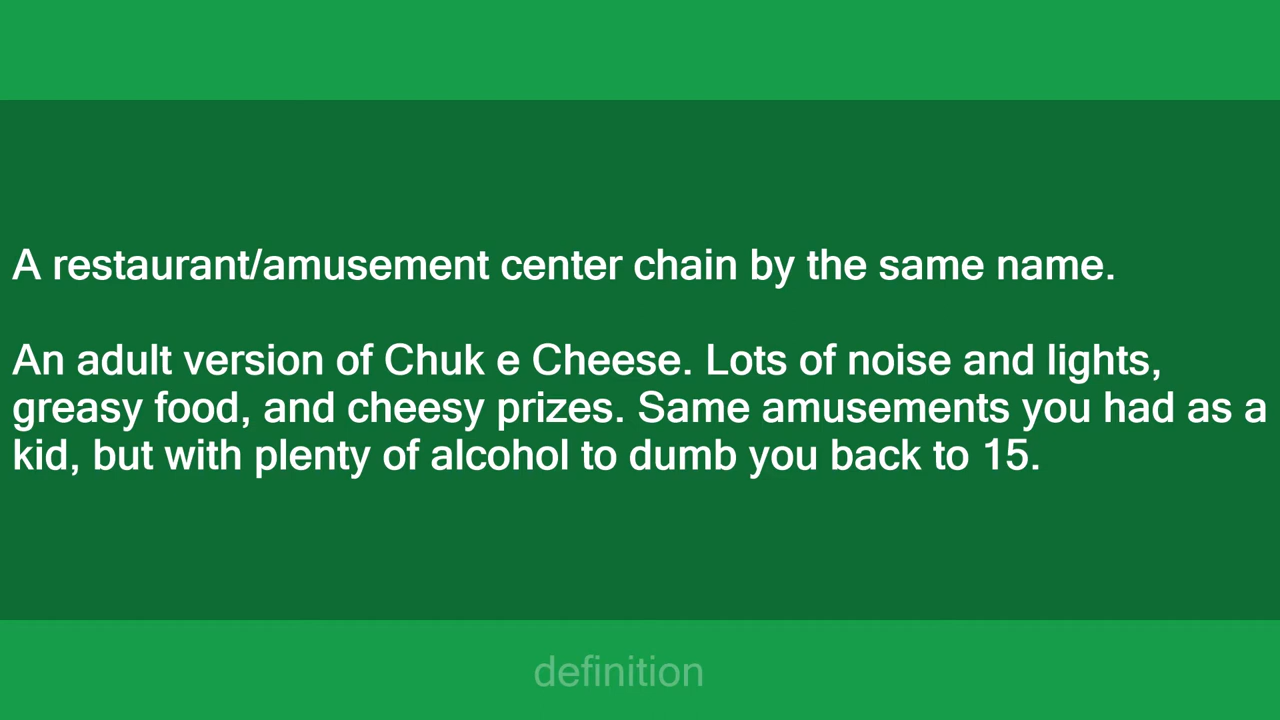 A restaurant/amusement center chain by the same name.
An adult version of Chuk e Cheese. Lots of noise and lights,
greasy food, and cheesy prizes. Same amusements you had as a
kid, but with plenty of alcohol to dumb you back to 15.
definition